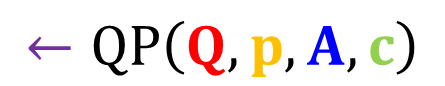 ← QP(Q, p, A, c)